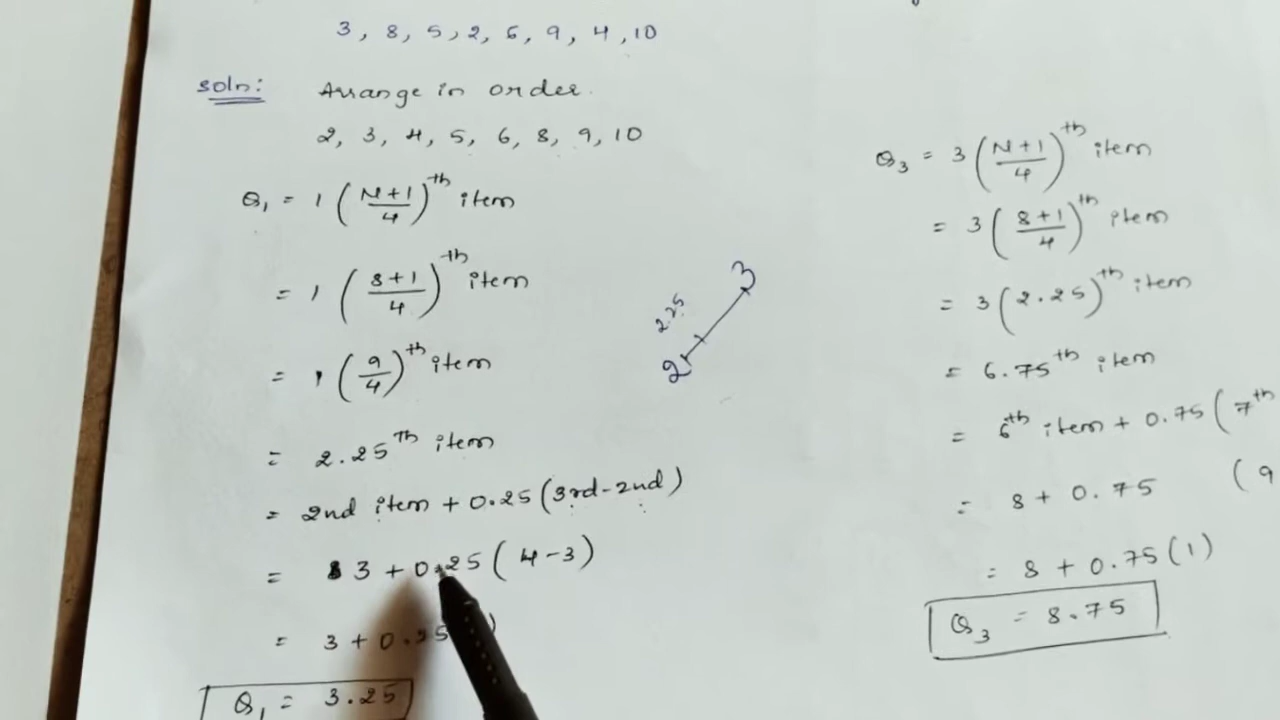 3, 8, 5, 2, 6, 9, 4, 10
Soln:
Arrange in order.
2, 3, 4, 5, 6, 8, 9, 10
Q₁ = 1 (N+1/4)ᵗʰ item
= 1 (8+1/4)ᵗʰ item
= 1 (9/4)ᵗʰ item
= 2.25ᵀʰ item
= 2nd item + 0.25 (3rd-2nd)
= 3 + 0.25 (4-3)
= 3 + 0.25 )
Q₁ = 3.25
3
2.25
2
Q₃ = 3 (N+1/4)ᵗʰ item
= 3 (8+1/4)ᵗʰ item
= 3 (2.25)ᵗʰ item
= 6.75ᵗʰ item
= 6ᵗʰ item + 0.75 (7ᵗʰ
= 8 + 0.75 (9
= 8 + 0.75 (1)
Q₃ = 8.75